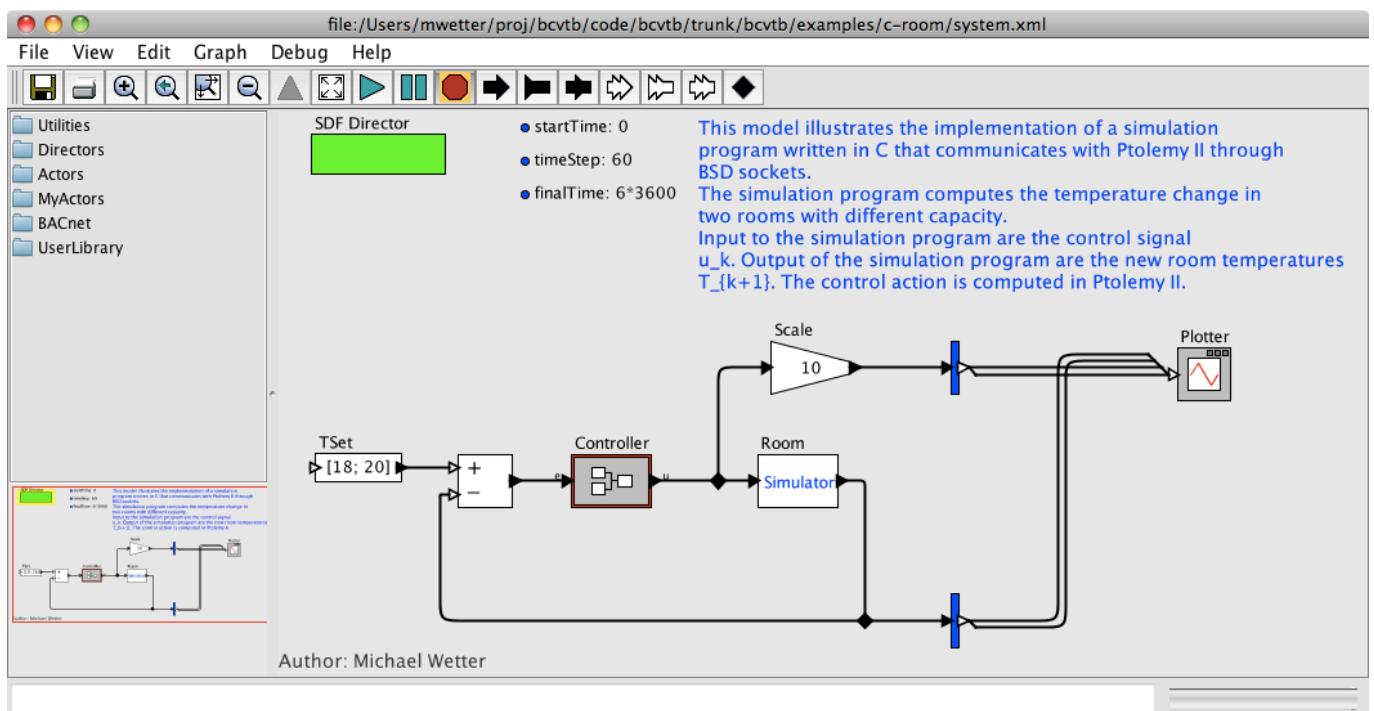 file:/Users/mwetter/proj/bcvtb/code/bcvtb/trunk/bcvtb/examples/c-room/system.xml
File View Edit Graph Debug Help
Utilities
Directors
Actors
MyActors
BACnet
UserLibrary
SDF Director
startTime: 0
timeStep: 60
finalTime: 6*3600
This model illustrates the implementation of a simulation
program written in C that communicates with Ptolemy II through
BSD sockets.
The simulation program computes the temperature change in
two rooms with different capacity.
Input to the simulation program are the control signal
u_k. Output of the simulation program are the new room temperatures
T_{k+1}. The control action is computed in Ptolemy II.
Scale
10
Plotter
TSet
[18; 20]
+
−
Controller
e
u
Room
Simulator
Author: Michael Wetter